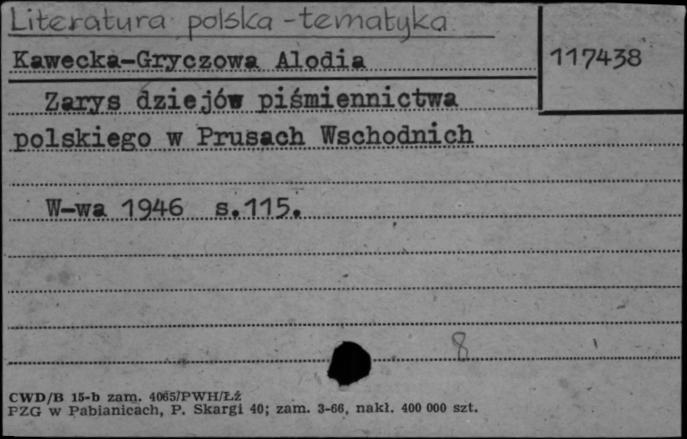 Literatura polska - tematyka
Kawecka-Gryczowa Alodia
117438
Zarys dziejów piśmiennictwa
polskiego w Prusach Wschodnich
W-wa 1946 s.115.
8
CWD/B 15-b zam. 4065/PWH/Łź
PZG w Pabianicach, P. Skargi 40; zam. 3-66, nakł. 400 000 szt.